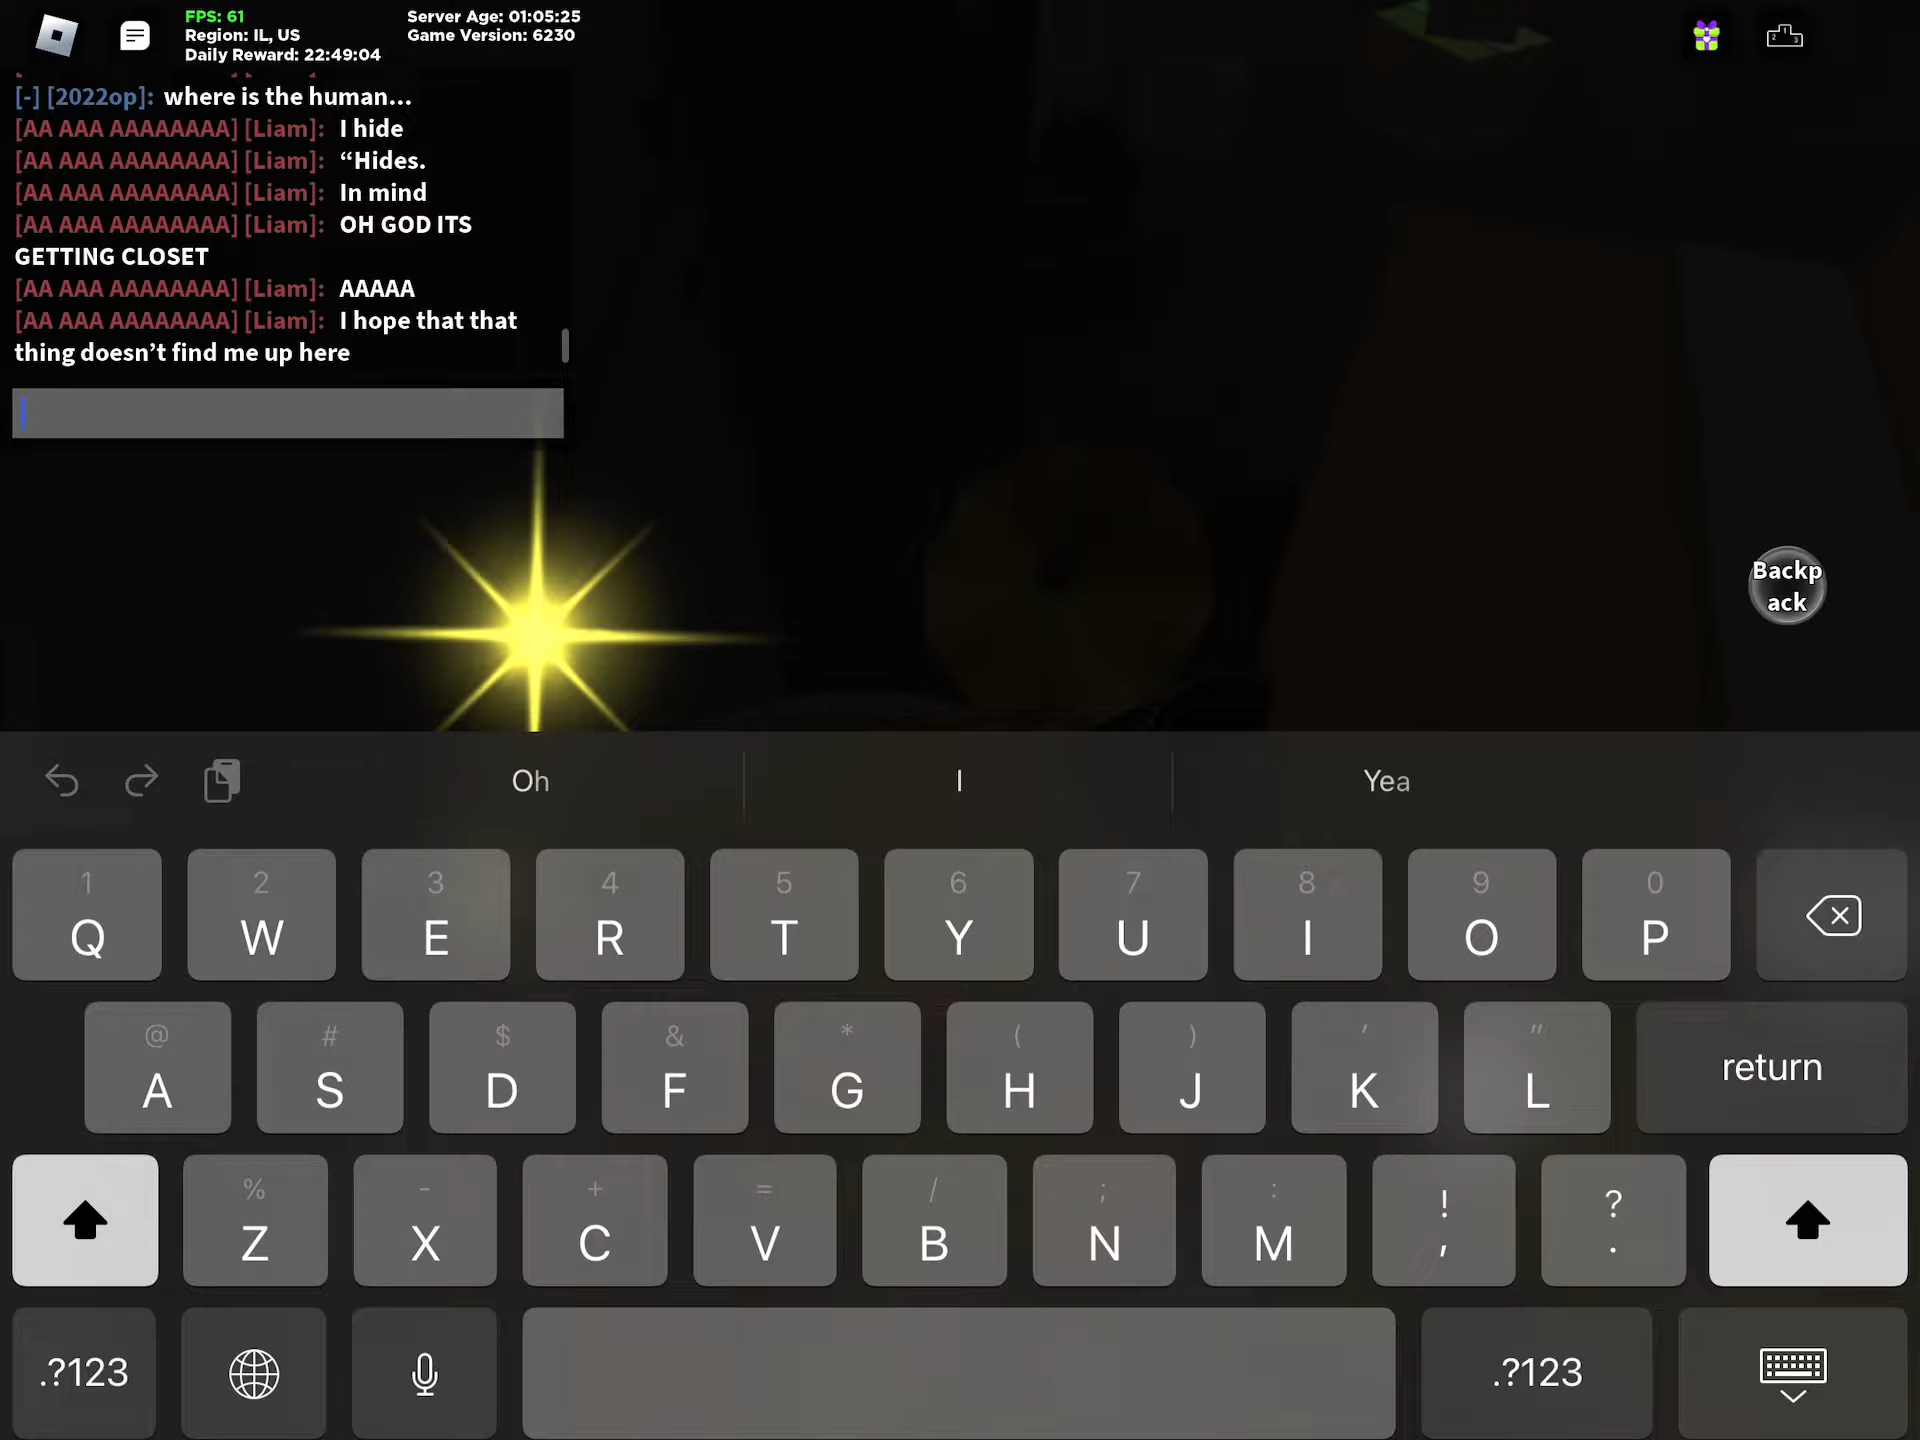 FPS: 61
Region: IL, US
Daily Reward: 22:49:04
Server Age: 01:05:25
Game Version: 6230
[-] [2022op]: where is the human...
[AA AAA AAAAAAAA] [Liam]: I hide
[AA AAA AAAAAAAA] [Liam]: “Hides.
[AA AAA AAAAAAAA] [Liam]: In mind
[AA AAA AAAAAAAA] [Liam]: OH GOD ITS
GETTING CLOSET
[AA AAA AAAAAAAA] [Liam]: AAAAA
[AA AAA AAAAAAAA] [Liam]: I hope that that
thing doesn’t find me up here
Backp
ack
Oh I Yea
1 2 3 4 5 6 7 8 9 0
Q W E R T Y U I O P
@ # $ & * ( ) ' "
A S D F G H J K L return
% - + = / ; : ! ?
Z X C V B N M , .
.?123 .?123